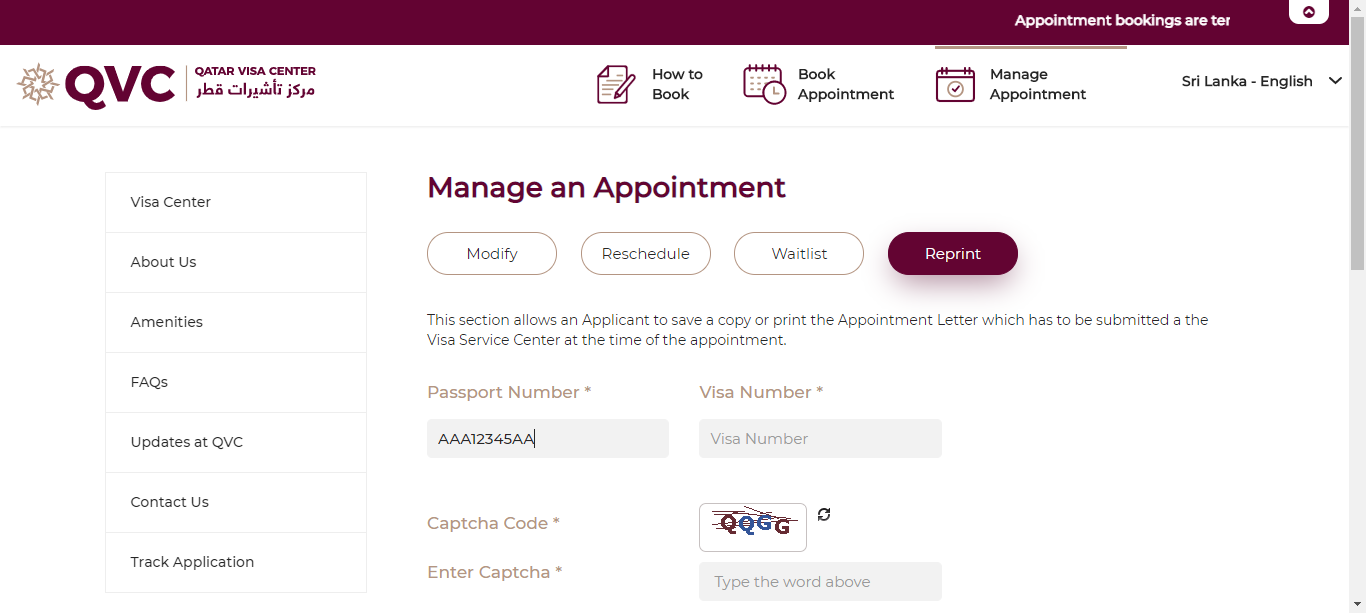 Appointment bookings are ter
QVC
QATAR VISA CENTER
مركز تأشيرات قطر
How to
Book
Book
Appointment
Manage
Appointment
Sri Lanka - English
Visa Center
About Us
Amenities
FAQs
Updates at QVC
Contact Us
Track Application
Manage an Appointment
Modify
Reschedule
Waitlist
Reprint
This section allows an Applicant to save a copy or print the Appointment Letter which has to be submitted a the
Visa Service Center at the time of the appointment.
Passport Number *
Visa Number *
AAA12345AA
Visa Number
Captcha Code *
QQGG
Enter Captcha *
Type the word above